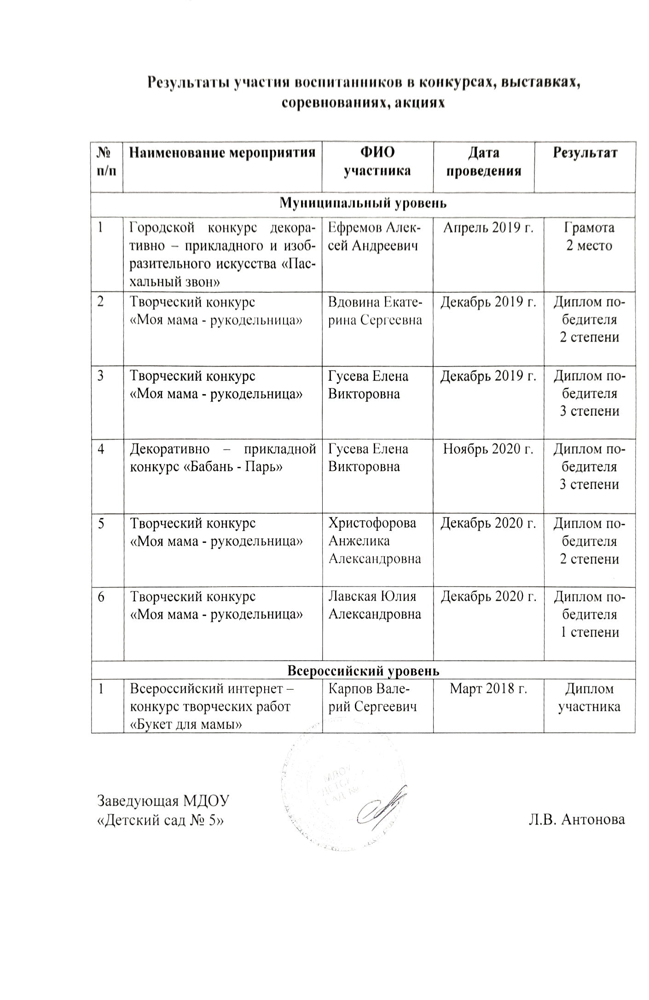 Результаты участия воспитанников в конкурсах, выставках,
соревнованиях, акциях
№ п/п Наименование мероприятия ФИО участника Дата проведения Результат
Муниципальный уровень
1 Городской конкурс декора- Ефремов Алек- Апрель 2019 г. Грамота
тивно – прикладного и изоб- сей Андреевич 2 место
разительного искусства «Пас-
хальный звон»
2 Творческий конкурс Вдовина Екате- Декабрь 2019 г. Диплом по-
«Моя мама - рукодельница» рина Сергеевна бедителя
2 степени
3 Творческий конкурс Гусева Елена Декабрь 2019 г. Диплом по-
«Моя мама - рукодельница» Викторовна бедителя
3 степени
4 Декоративно – прикладной Гусева Елена Ноябрь 2020 г. Диплом по-
конкурс «Бабань - Парь» Викторовна бедителя
3 степени
5 Творческий конкурс Христофорова Декабрь 2020 г. Диплом по-
«Моя мама - рукодельница» Анжелика бедителя
Александровна 2 степени
6 Творческий конкурс Лавская Юлия Декабрь 2020 г. Диплом по-
«Моя мама - рукодельница» Александровна бедителя
1 степени
Всероссийский уровень
1 Всероссийский интернет – Карпов Вале- Март 2018 г. Диплом
конкурс творческих работ рий Сергеевич участника
«Букет для мамы»
Заведующая МДОУ
«Детский сад № 5» Л.В. Антонова